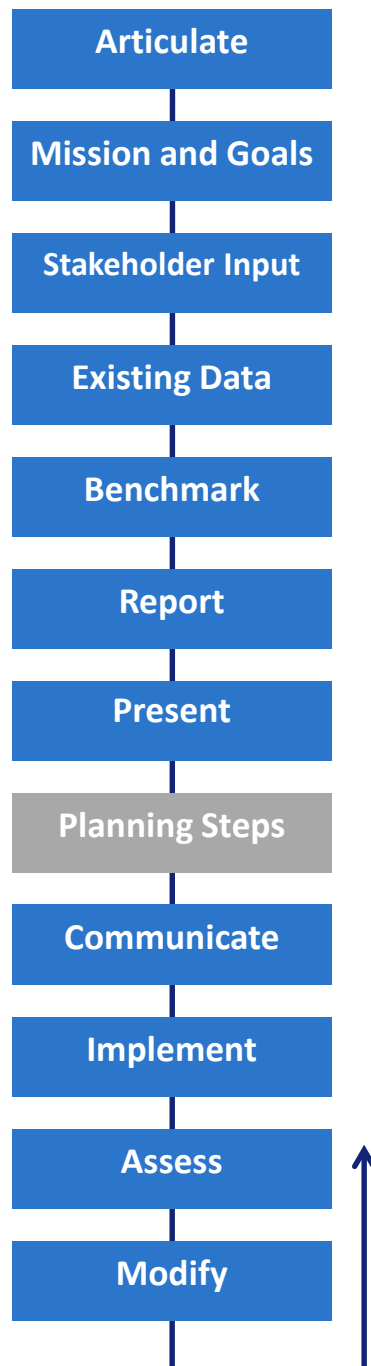 Articulate
Mission and Goals
Stakeholder Input
Existing Data
Benchmark
Report
Present
Planning Steps
Communicate
Implement
Assess
Modify